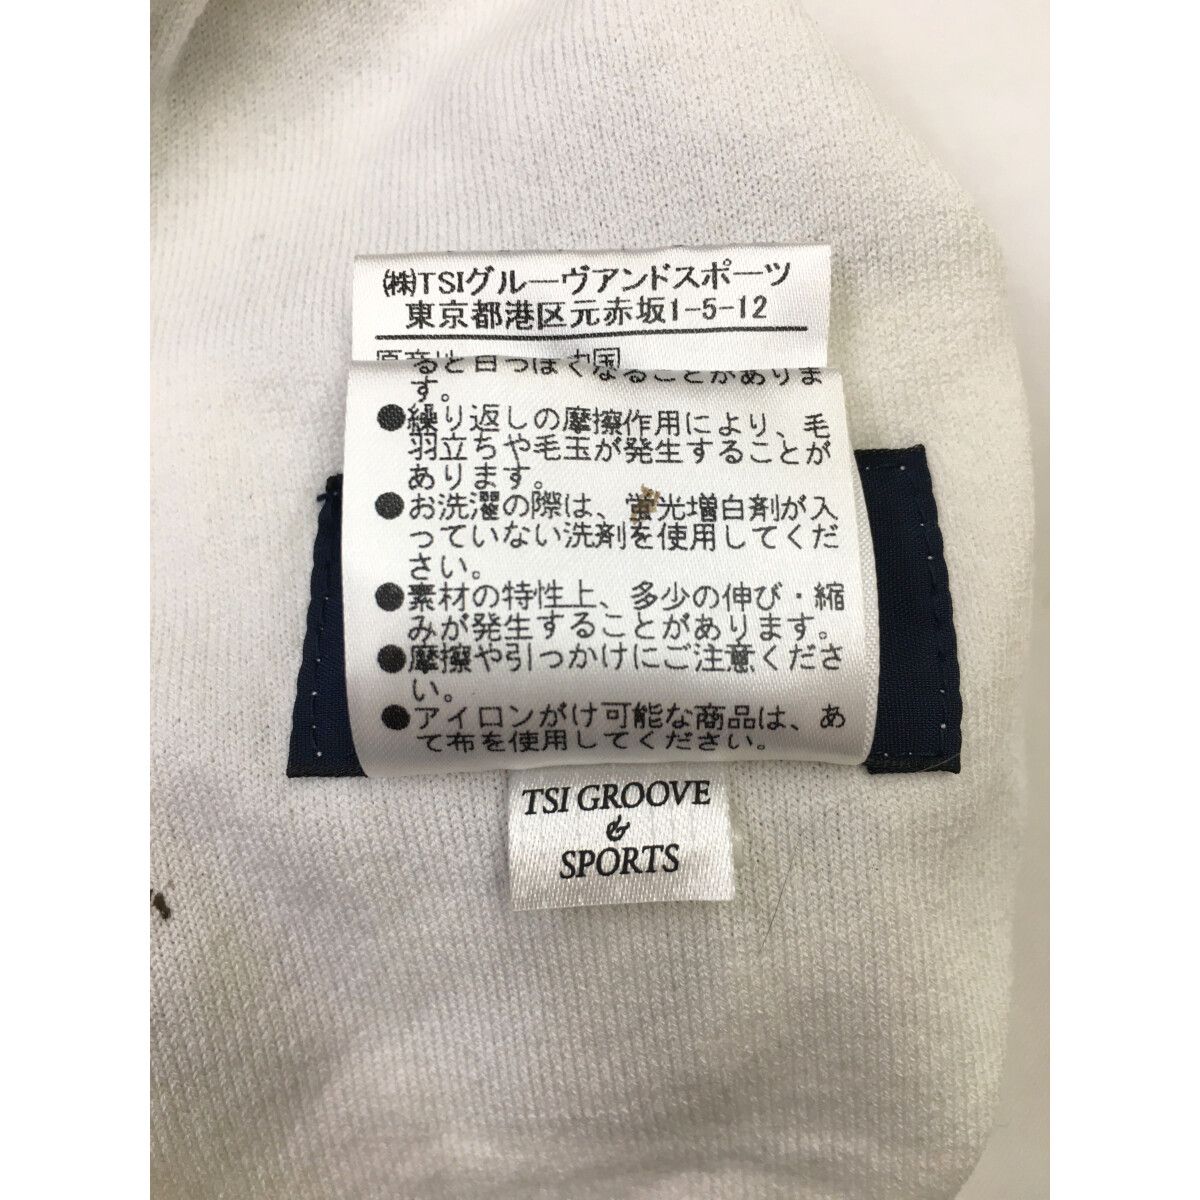 ㈱TSIグルーヴアンドスポーツ
東京都港区元赤坂1-5-12
ると白っぽくなることがありま
す。
●繰り返しの摩擦作用により、毛
羽立ちや毛玉が発生することが
あります。
●お洗濯の際は、蛍光増白剤が入
っていない洗剤を使用してくだ
さい。
●素材の特性上、多少の伸び・縮
みが発生することがあります。
●摩擦や引っかけにご注意くださ
い。
●アイロンがけ可能な商品は、あ
て布を使用してください。
TSI GROOVE
&
SPORTS